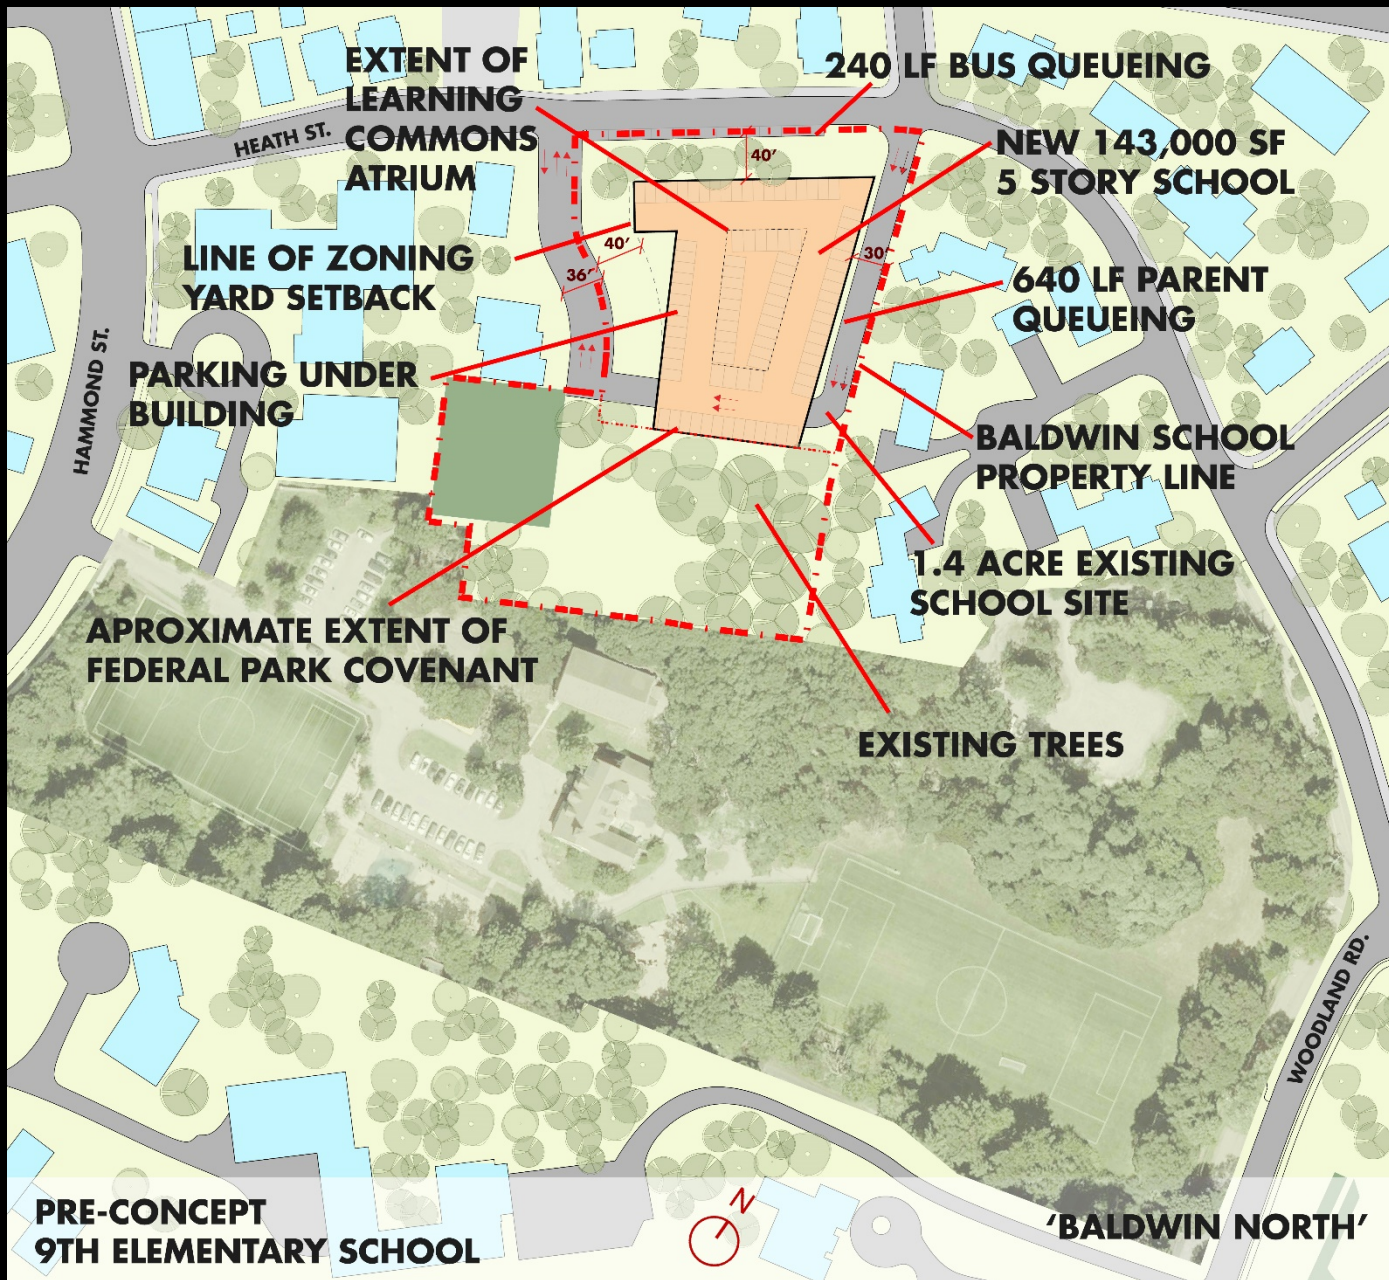 EXTENT OF
LEARNING
COMMONS
ATRIUM
240 LF BUS QUEUEING
HEATH ST.
NEW 143,000 SF
5 STORY SCHOOL
40'
LINE OF ZONING
YARD SETBACK
40'
36'
30'
640 LF PARENT
QUEUEING
HAMMOND ST.
PARKING UNDER
BUILDING
BALDWIN SCHOOL
PROPERTY LINE
1.4 ACRE EXISTING
SCHOOL SITE
APROXIMATE EXTENT OF
FEDERAL PARK COVENANT
EXISTING TREES
WOODLAND RD.
PRE-CONCEPT
9TH ELEMENTARY SCHOOL
N
'BALDWIN NORTH'